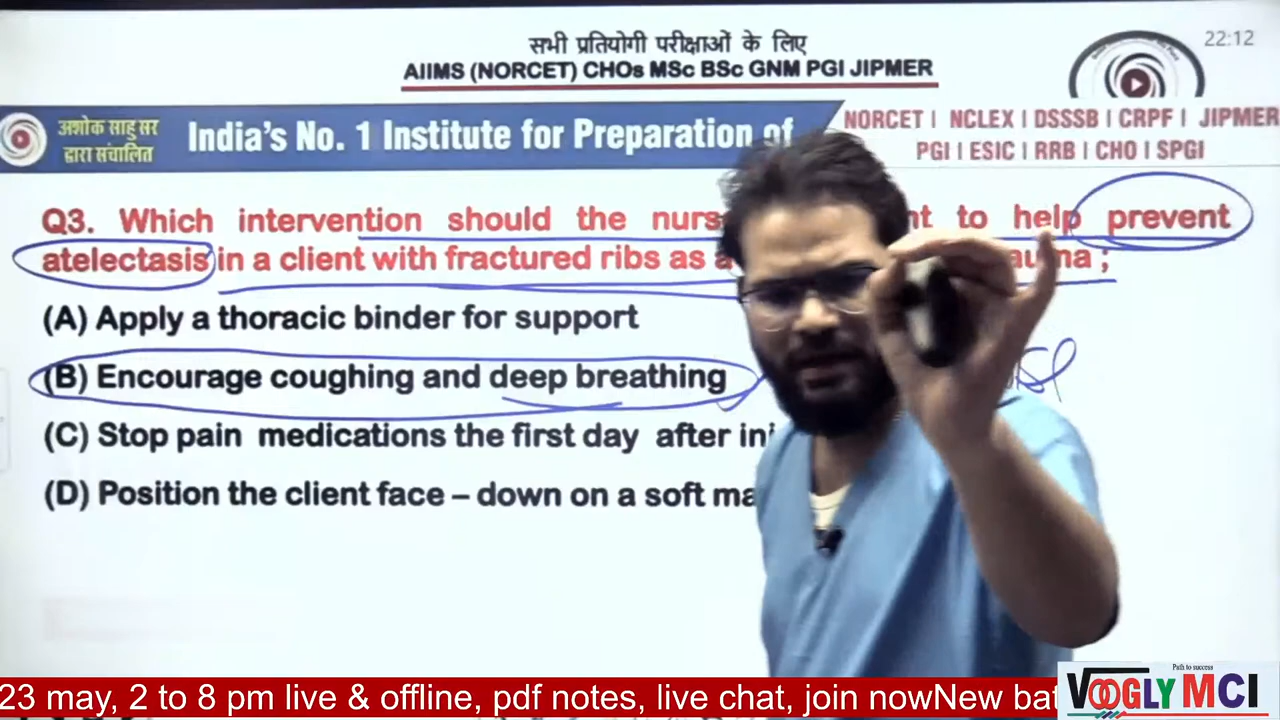 सभी प्रतियोगी परीक्षाओं के लिए
22:12
AIIMS (NORCET) CHOs MSc BSc GNM PGI JIPMER
अशोक साहु सर
द्वारा संचालित
India's No. 1 Institute for Preparation of
NORCET | NCLEX | DSSSB | CRPF | JIPMER
PGI | ESIC | RRB | CHO | SPGI
Q3. Which intervention should the nurs to help prevent
atelectasis in a client with fractured ribs as a
(A) Apply a thoracic binder for support
(B) Encourage coughing and deep breathing
(C) Stop pain medications the first day after inj
(D) Position the client face – down on a soft ma
Path to success
VOOGLY MCI
23 may, 2 to 8 pm live & offline, pdf notes, live chat, join nowNew bat